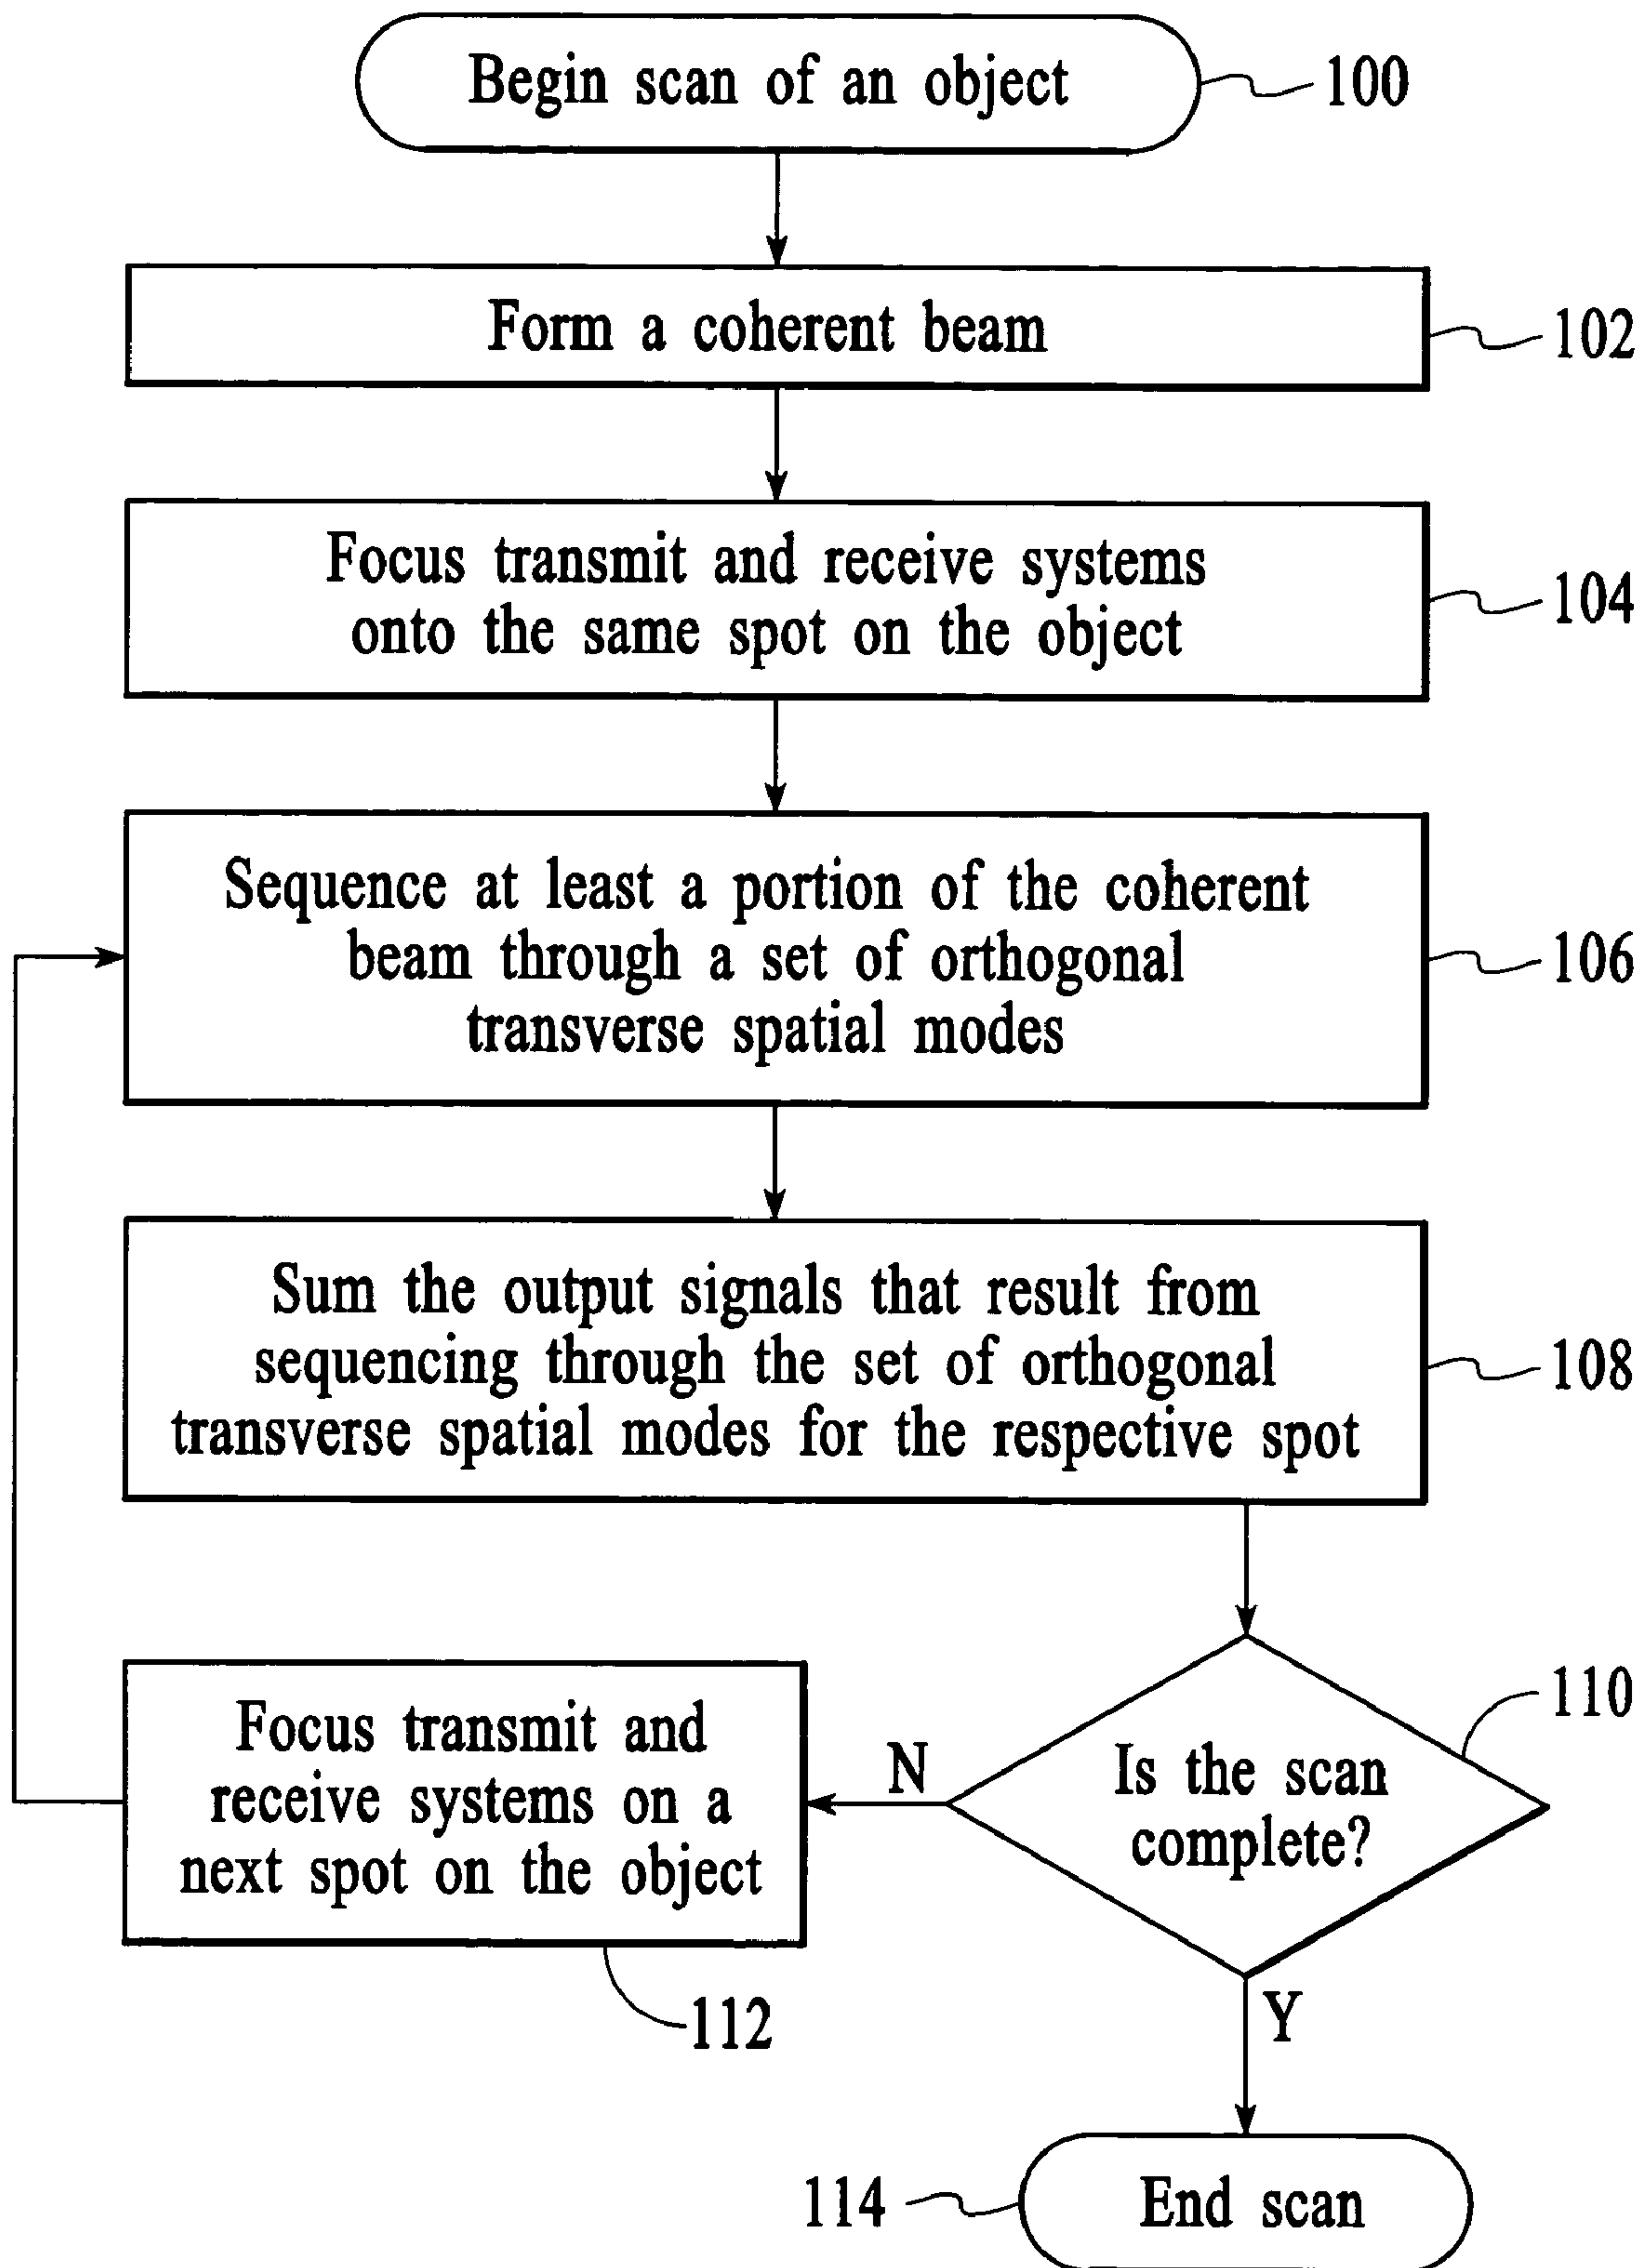 Begin scan of an object
100
Form a coherent beam
102
Focus transmit and receive systems
onto the same spot on the object
104
Sequence at least a portion of the coherent
beam through a set of orthogonal
transverse spatial modes
106
Sum the output signals that result from
sequencing through the set of orthogonal
transverse spatial modes for the respective spot
108
110
Is the scan
complete?
N
Focus transmit and
receive systems on a
next spot on the object
112
Y
114
End scan